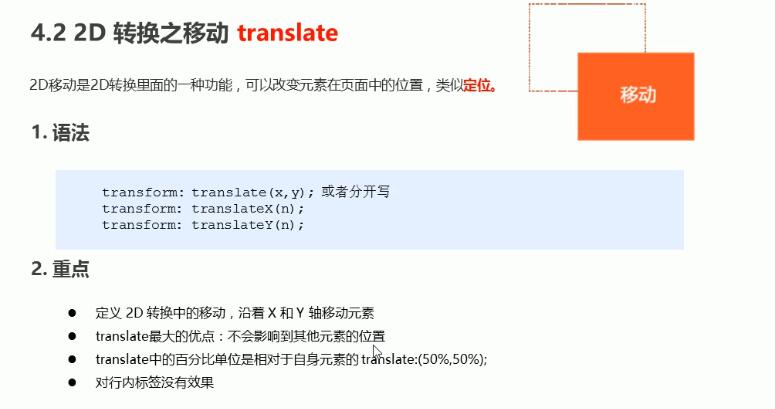 4.2 2D 转换之移动 translate
移动
2D移动是2D转换里面的一种功能，可以改变元素在页面中的位置，类似定位。
1. 语法
transform: translate(x,y); 或者分开写
transform: translateX(n);
transform: translateY(n);
2. 重点
● 定义 2D 转换中的移动，沿着 X 和 Y 轴移动元素
● translate最大的优点：不会影响到其他元素的位置
● translate中的百分比单位是相对于自身元素的 translate:(50%,50%);
● 对行内标签没有效果